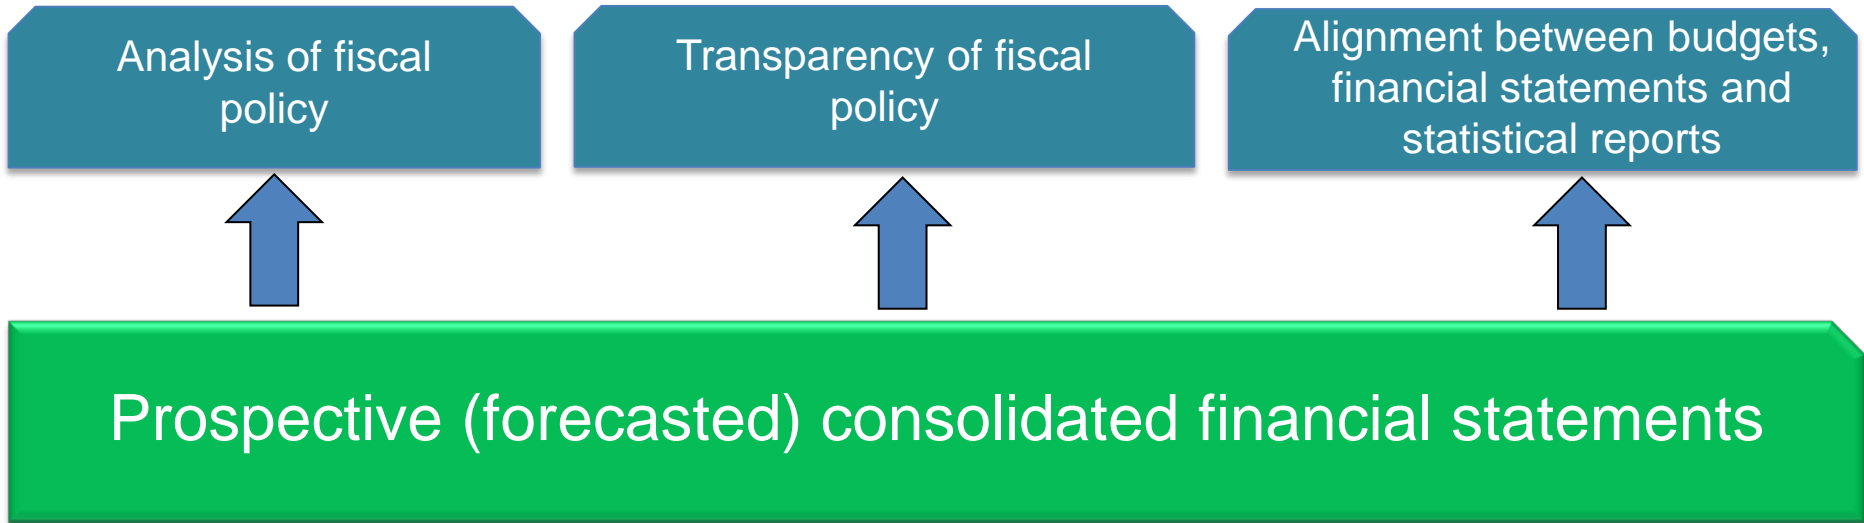 Analysis of fiscal
policy
Transparency of fiscal
policy
Alignment between budgets,
financial statements and
statistical reports
Prospective (forecasted) consolidated financial statements